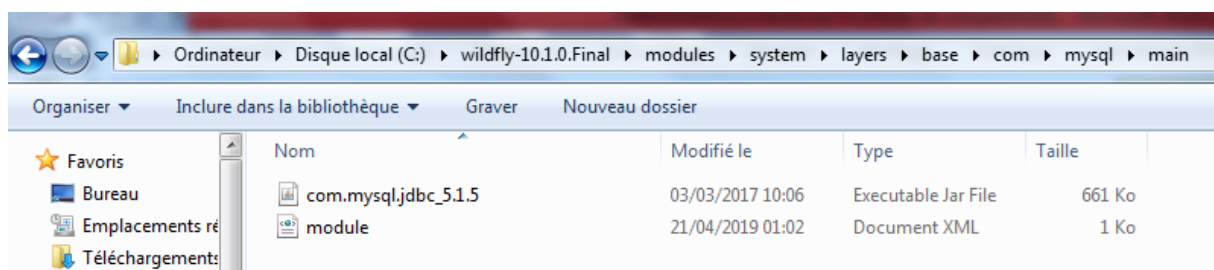 Ordinateur Disque local (C:) wildfly-10.1.0.Final modules system layers base com mysql main
Organiser Inclure dans la bibliothèque Graver Nouveau dossier
Favoris Nom Modifié le Type Taille
Bureau com.mysql.jdbc_5.1.5 03/03/2017 10:06 Executable Jar File 661 Ko
Emplacements ré module 21/04/2019 01:02 Document XML 1 Ko
Téléchargements